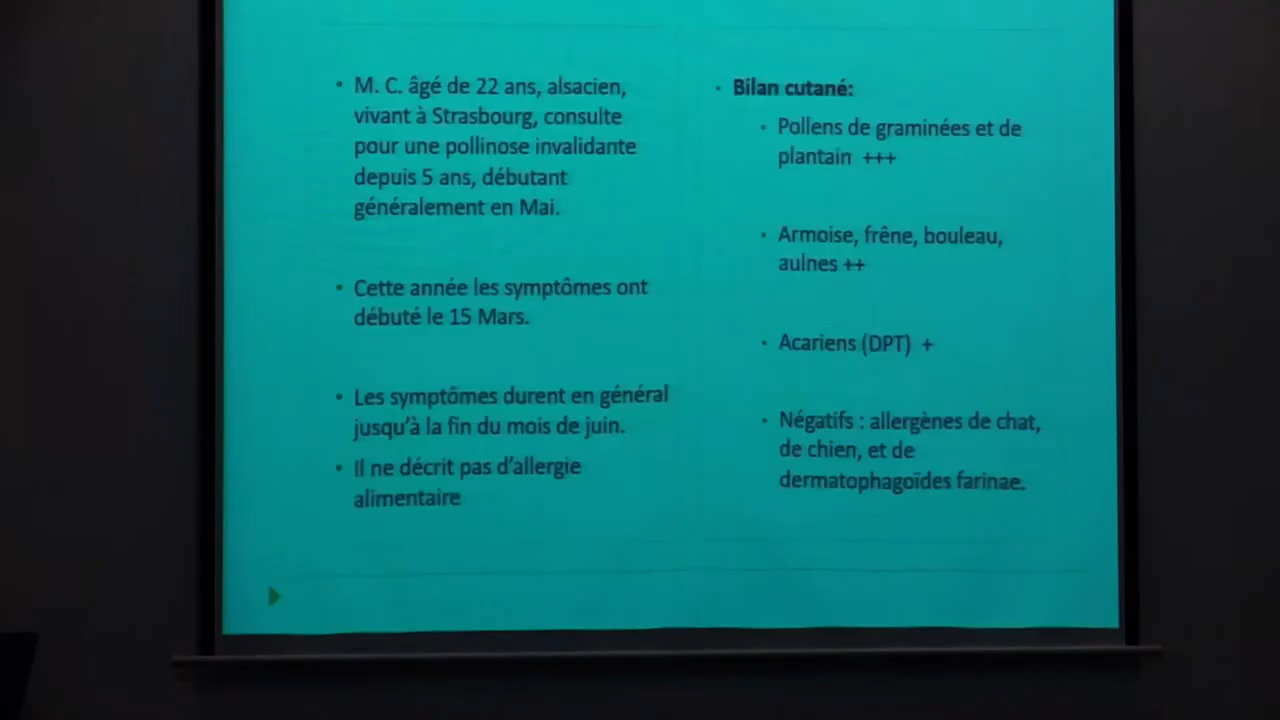 • M. C. âgé de 22 ans, alsacien,
vivant à Strasbourg, consulte
pour une pollinose invalidante
depuis 5 ans, débutant
généralement en Mai.
• Cette année les symptômes ont
débuté le 15 Mars.
• Les symptômes durent en général
jusqu'à la fin du mois de juin.
• Il ne décrit pas d'allergie
alimentaire
• Bilan cutané:
• Pollens de graminées et de
plantain +++
• Armoise, frêne, bouleau,
aulnes ++
• Acariens (DPT) +
• Négatifs : allergènes de chat,
de chien, et de
dermatophagoïdes farinae.